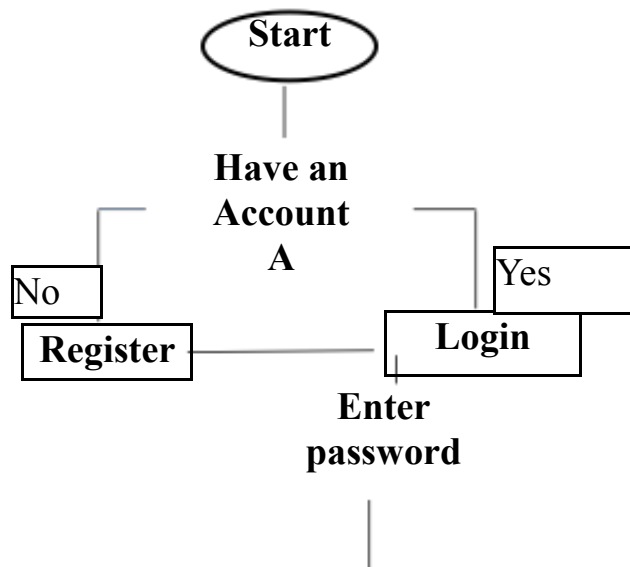 Start
Have an
Account
A
No
Yes
Register
Login
Enter
password